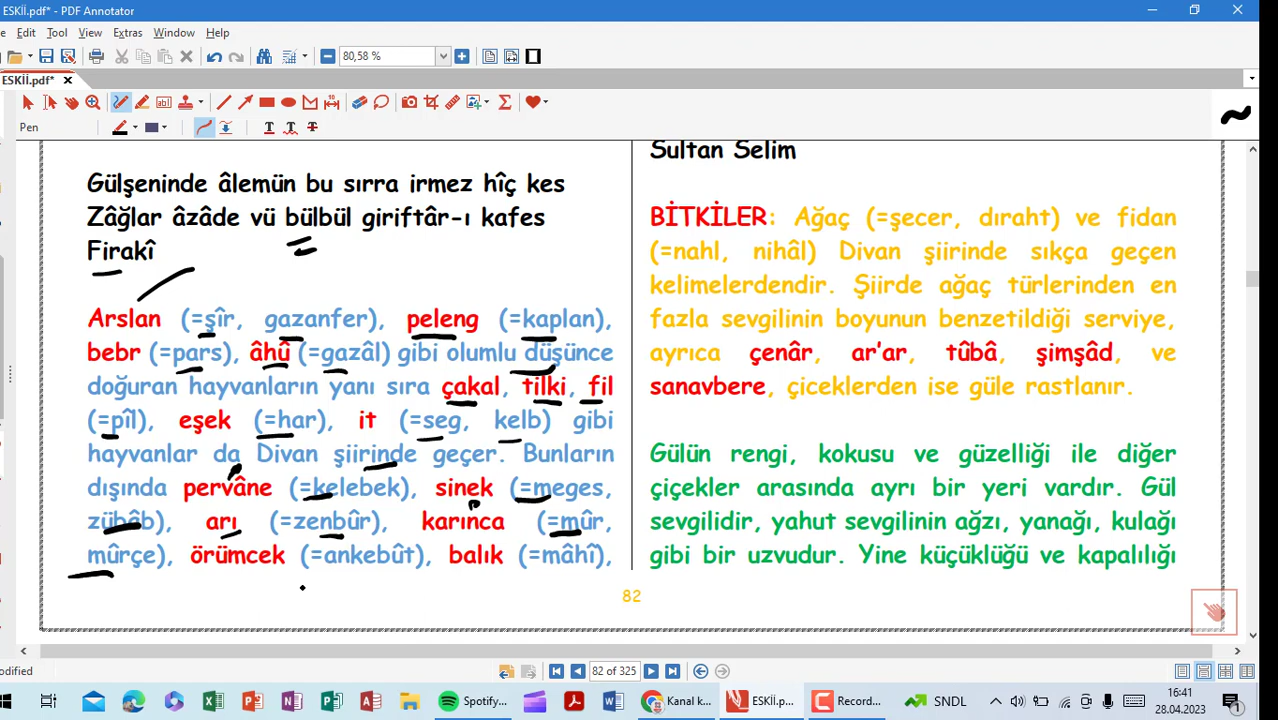 ESKİİ.pdf* - PDF Annotator
Edit Tool View Extras Window Help
80,58 %
ESKİİ.pdf*
Pen
Gülşeninde âlemün bu sırra irmez hîç kes
Zâğlar âzâde vü bülbül giriftâr-ı kafes
Firakî
Arslan (=şîr, gazanfer), peleng (=kaplan),
bebr (=pars), âhû (=gazâl) gibi olumlu düşünce
doğuran hayvanların yanı sıra çakal, tilki, fil
(=pîl), eşek (=har), it (=seg, kelb) gibi
hayvanlar da Divan şiirinde geçer. Bunların
dışında pervâne (=kelebek), sinek (=meges,
zübâb), arı (=zenbûr), karınca (=mûr,
mûrçe), örümcek (=ankebût), balık (=mâhî),
Sultan Selim
BİTKİLER: Ağaç (=şecer, dıraht) ve fidan
(=nahl, nihâl) Divan şiirinde sıkça geçen
kelimelerdendir. Şiirde ağaç türlerinden en
fazla sevgilinin boyunun benzetildiği serviye,
ayrıca çenâr, ar'ar, tûbâ, şimşâd, ve
sanavbere, çiceklerden ise güle rastlanır.
Gülün rengi, kokusu ve güzelliği ile diğer
çiçekler arasında ayrı bir yeri vardır. Gül
sevgilidir, yahut sevgilinin ağzı, yanağı, kulağı
gibi bir uzvudur. Yine küçüklüğü ve kapalılığı
82
odified
82 of 325
Spotify...
Kanal k...
ESKİİ.p...
Record...
SNDL
16:41
28.04.2023
1